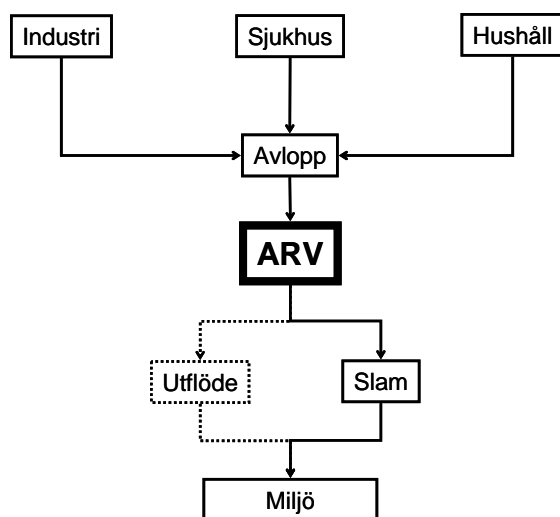 Industri
Sjukhus
Hushåll
Avlopp
ARV
Utflöde
Slam
Miljö